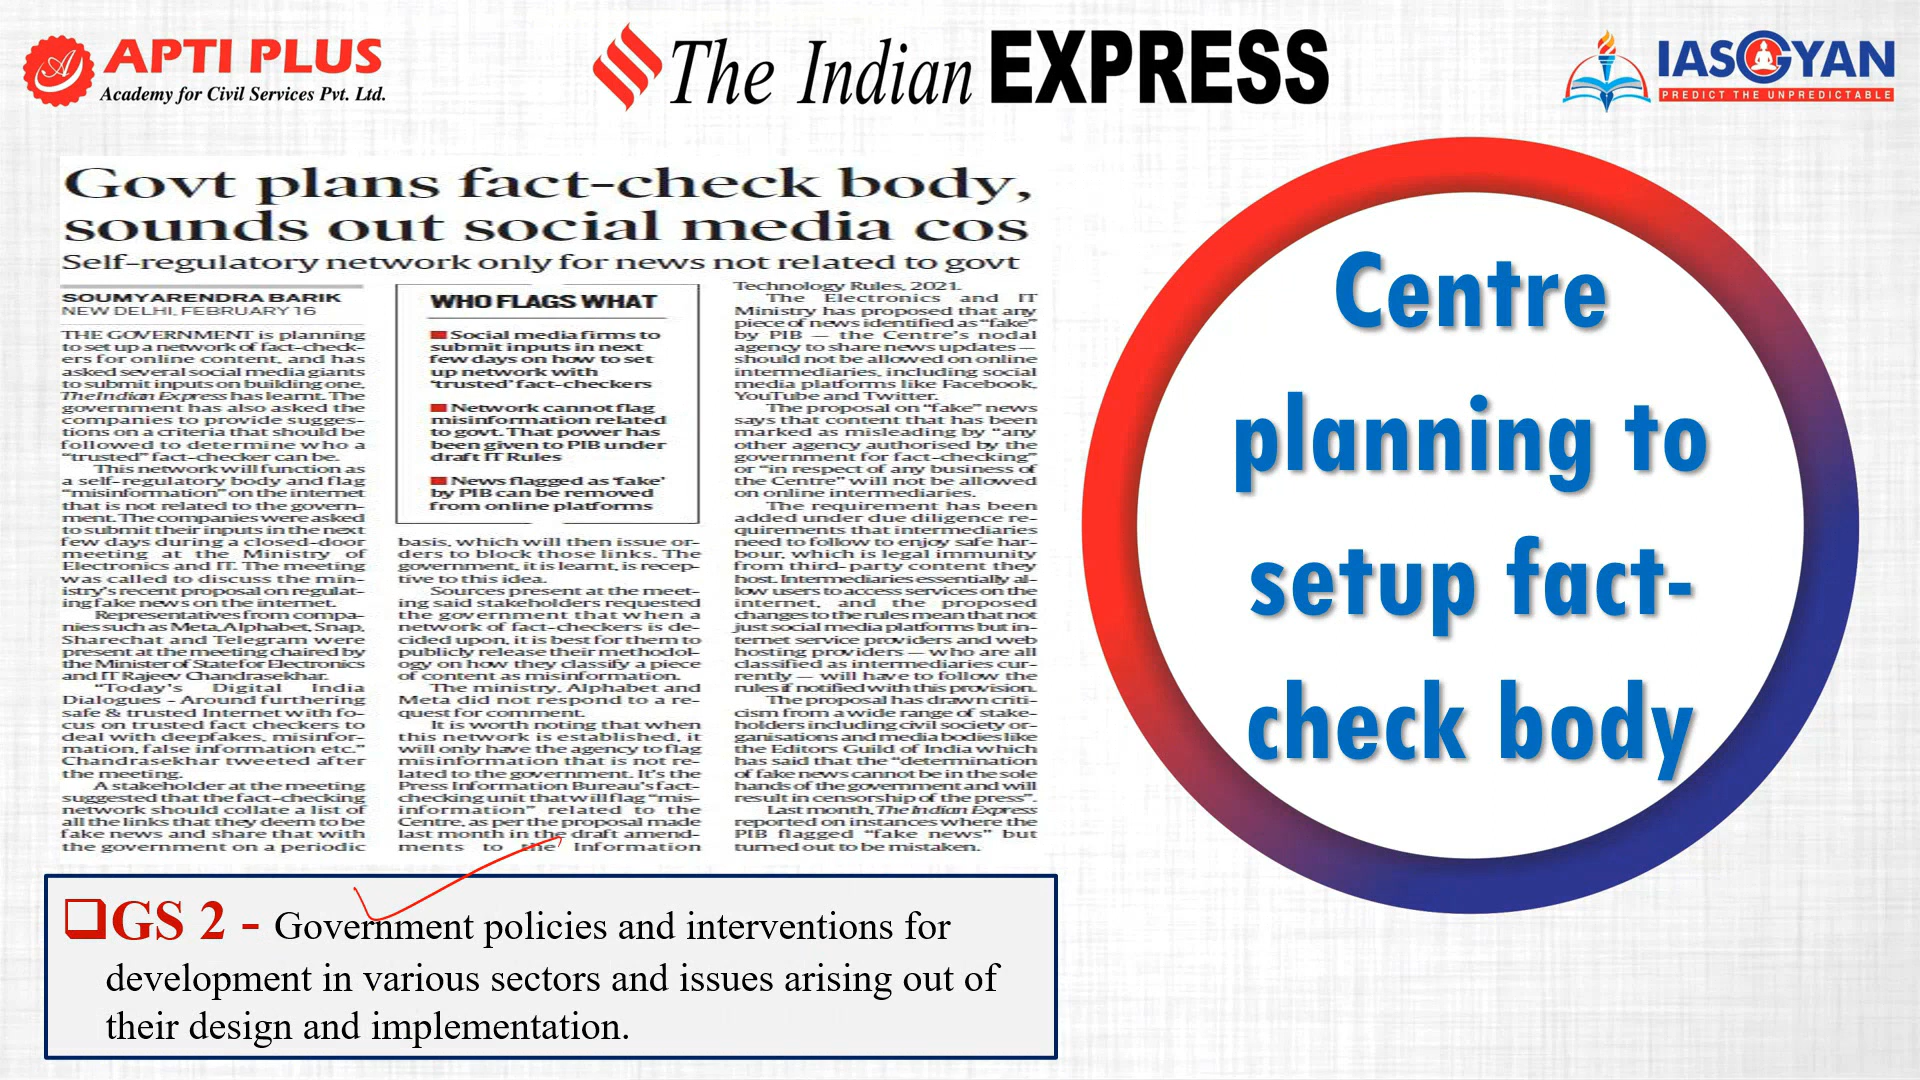 APTI PLUS
Academy for Civil Services Pvt. Ltd.
The Indian EXPRESS
IASGYAN
PREDICT THE UNPREDICTABLE
Govt plans fact-check body,
sounds out social media cos
Self-regulatory network only for news not related to govt
SOUMYARENDRA BARIK
NEW DELHI, FEBRUARY 16
THE GOVERNMENT is planning
to set up a network of fact-check-
ers for online content, and has
asked several social media giants
to submit inputs on building one,
The Indian Express has learnt. The
government has also asked the
companies to provide sugges-
tions on a criteria that should be
followed to determine who a
"trusted" fact-checker can be.
This network will function as
a self-regulatory body and flag
"misinformation" on the internet
that is not related to the govern-
ment. The companies were asked
to submit their inputs in the next
few days during a closed-door
meeting at the Ministry of
Electronics and IT. The meeting
was called to discuss the min-
istry's recent proposal on regulat-
ing fake news on the internet.
Representatives from compa-
nies such as Meta, Alphabet, Snap,
Sharechat and Telegram were
present at the meeting chaired by
the Minister of State for Electronics
and IT Rajeev Chandrasekhar.
"Today's Digital India
Dialogues – Around furthering
safe & trusted Internet with fo-
cus on trusted fact checkers to
deal with deepfakes, misinfor-
mation, false information etc."
Chandrasekhar tweeted after
the meeting.
A stakeholder at the meeting
suggested that the fact-checking
network should collate a list of
all the links that they deem to be
fake news and share that with
the government on a periodic
WHO FLAGS WHAT
Social media firms to
submit inputs in next
few days on how to set
up network with
'trusted' fact-checkers
Network cannot flag
misinformation related
to govt. That power has
been given to PIB under
draft IT Rules
News flagged as 'fake'
by PIB can be removed
from online platforms
basis, which will then issue or-
ders to block those links. The
government, it is learnt, is recep-
tive to this idea.
Sources present at the meet-
ing said stakeholders requested
the government that when a
network of fact-checkers is de-
cided upon, it is best for them to
publicly release their methodol-
ogy on how they classify a piece
of content as misinformation.
The ministry, Alphabet and
Meta did not respond to a re-
quest for comment.
It is worth noting that when
this network is established, it
will only have the agency to flag
misinformation that is not re-
lated to the government. It's the
Press Information Bureau's fact-
checking unit that will flag "mis-
information" related to the
Centre, as per the proposal made
last month in the draft amend-
ments to the Information
Technology Rules, 2021.
The Electronics and IT
Ministry has proposed that any
piece of news identified as "fake"
by PIB — the Centre's nodal
agency to share news updates —
should not be allowed on online
intermediaries, including social
media platforms like Facebook,
YouTube and Twitter.
The proposal on "fake" news
says that content that has been
marked as misleading by "any
other agency authorised by the
government for fact-checking"
or "in respect of any business of
the Centre" will not be allowed
on online intermediaries.
The requirement has been
added under due diligence re-
quirements that intermediaries
need to follow to enjoy safe har-
bour, which is legal immunity
from third-party content they
host. Intermediaries essentially al-
low users to access services on the
internet, and the proposed
changes to the rules mean that not
just social media platforms but in-
ternet service providers and web
hosting providers — who are all
classified as intermediaries cur-
rently — will have to follow the
rules if notified with this provision.
The proposal has drawn criti-
cism from a wide range of stake-
holders including civil society or-
ganisations and media bodies like
the Editors Guild of India which
has said that the "determination
of fake news cannot be in the sole
hands of the government and will
result in censorship of the press".
Last month, The Indian Express
reported on instances where the
PIB flagged "fake news" but
turned out to be mistaken.
Centre
planning to
setup fact-
check body
GS 2 - Government policies and interventions for
development in various sectors and issues arising out of
their design and implementation.